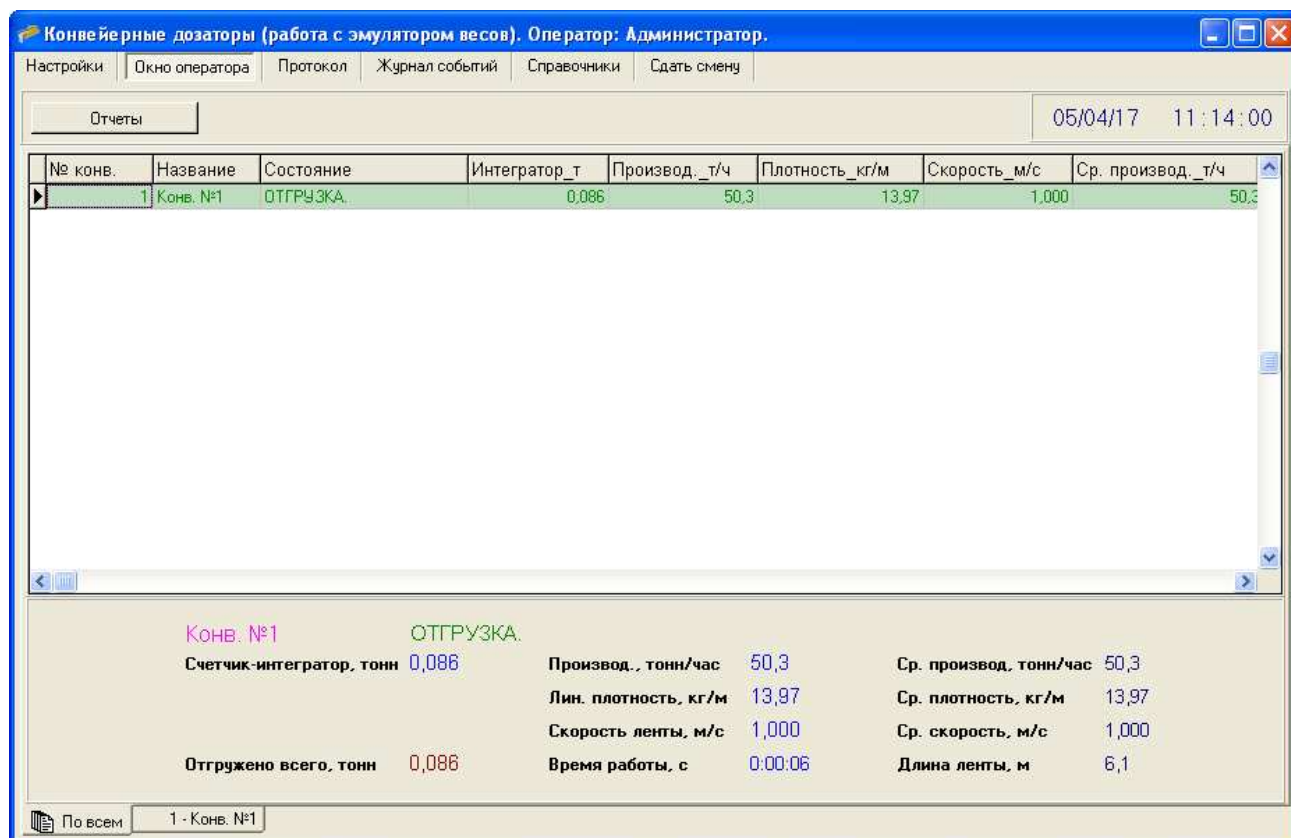 Конвейерные дозаторы (работа с эмулятором весов). Оператор: Администратор.
Настройки Окно оператора Протокол Журнал событий Справочники Сдать смену
Отчеты 05/04/17 11:14:00
№ конв. Название Состояние Интегратор_т Производ._т/ч Плотность_кг/м Скорость_м/с Ср. производ._т/ч
1 Конв. №1 ОТГРУЗКА. 0,086 50,3 13,97 1,000 50,3
Конв. №1 ОТГРУЗКА.
Счетчик-интегратор, тонн 0,086 Производ., тонн/час 50,3 Ср. производ, тонн/час 50,3
Лин. плотность, кг/м 13,97 Ср. плотность, кг/м 13,97
Скорость ленты, м/с 1,000 Ср. скорость, м/с 1,000
Отгружено всего, тонн 0,086 Время работы, с 0:00:06 Длина ленты, м 6,1
По всем 1 - Конв. №1